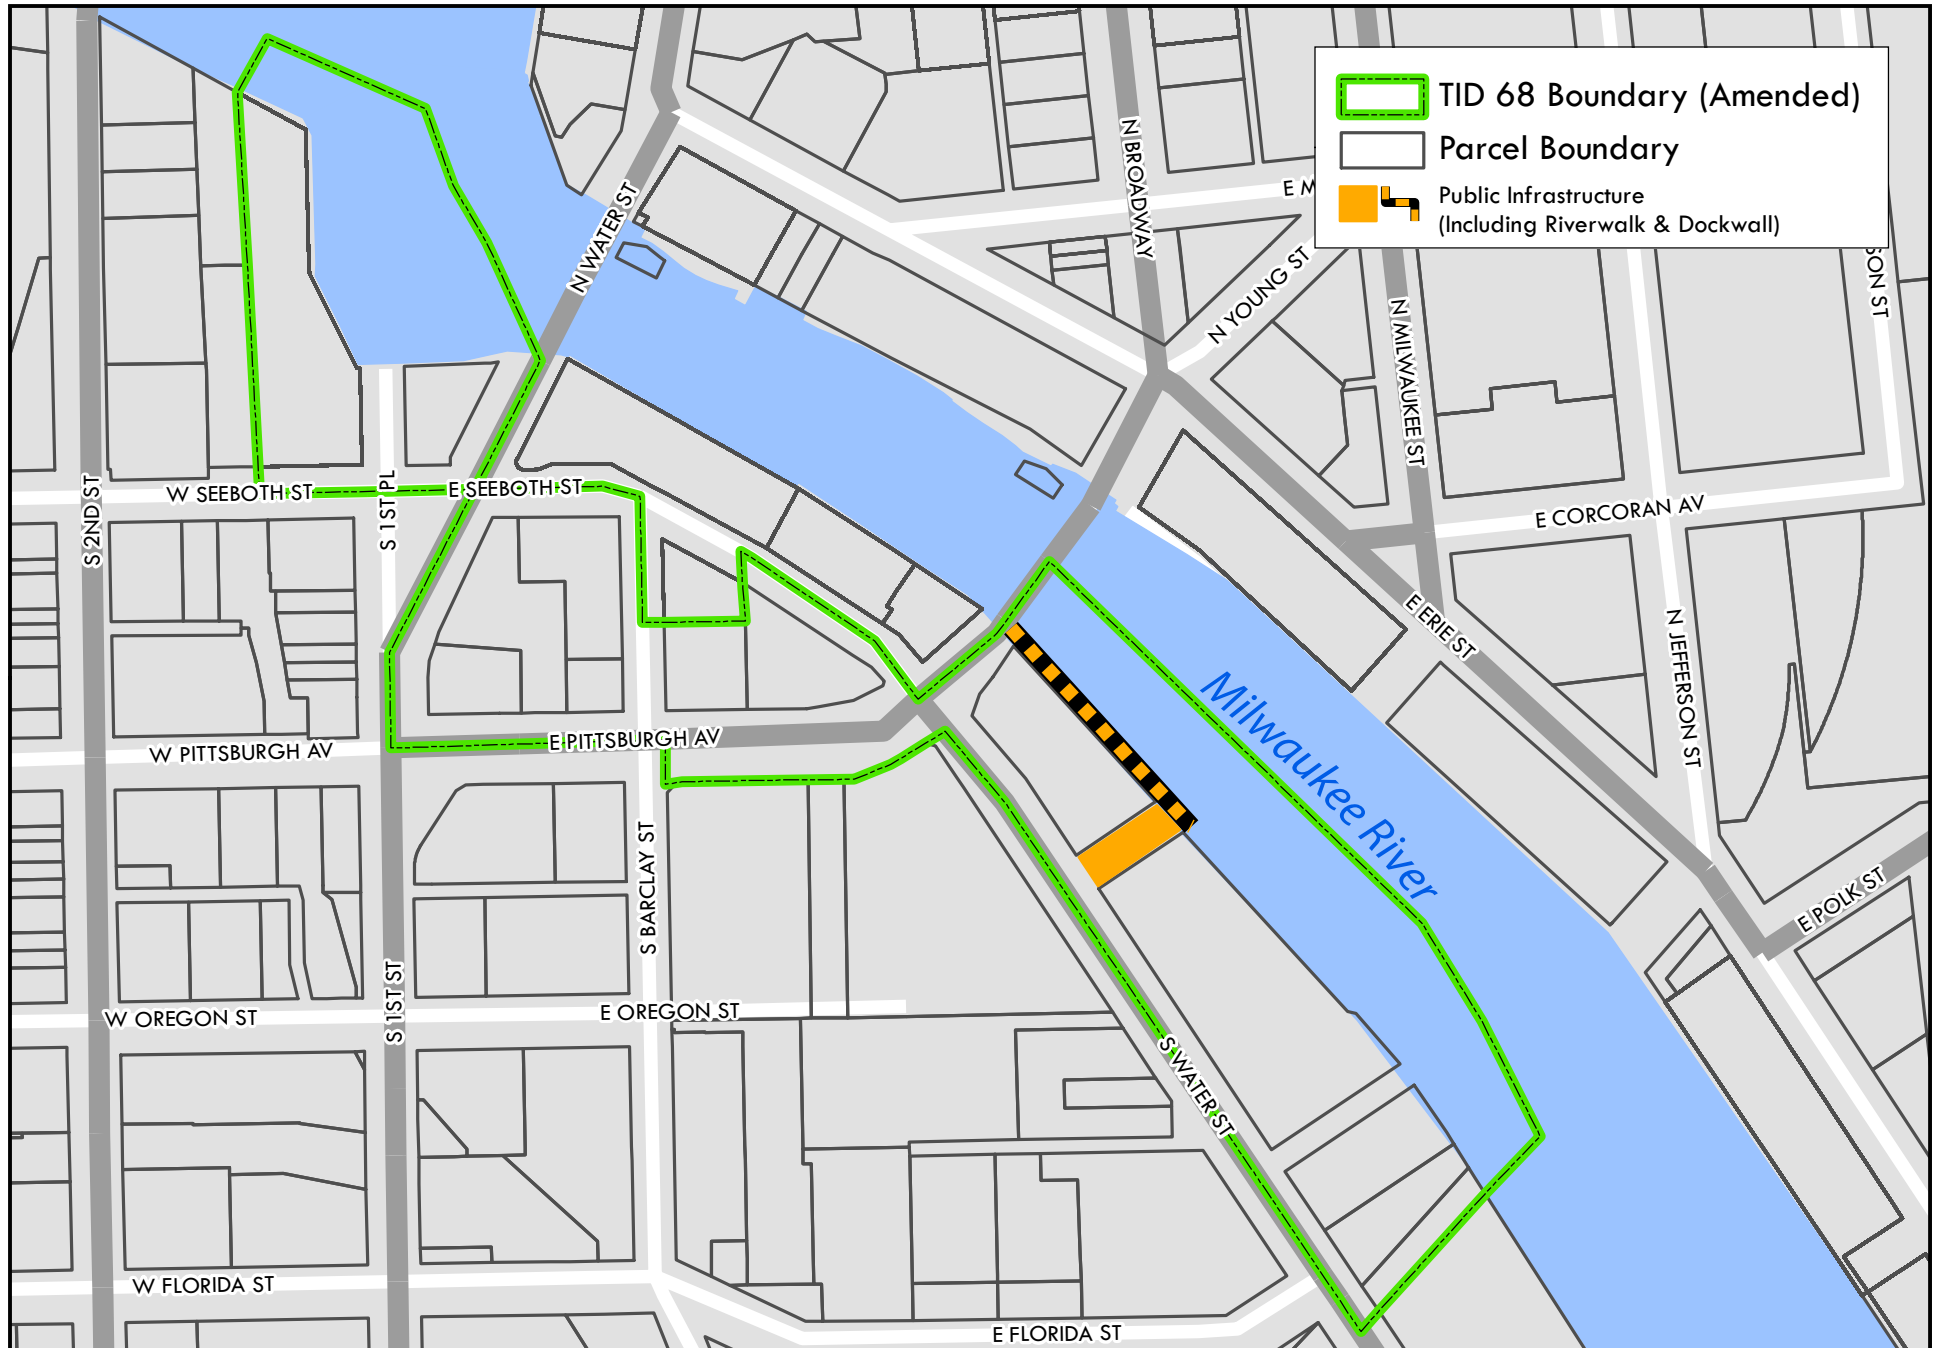 TID 68 Boundary (Amended)
Parcel Boundary
Public Infrastructure
(Including Riverwalk & Dockwall)
N BROADWAY
E M
N WATER ST
N YOUNG ST
SON ST
N MILWAUKEE ST
S 2ND ST
W SEEBOTH ST
S 1ST PL
E SEEBOTH ST
E CORCORAN AV
E ERIE ST
N JEFFERSON ST
Milwaukee River
W PITTSBURGH AV
E PITTSBURGH AV
S BARCLAY ST
E POLK ST
S 1ST ST
W OREGON ST
E OREGON ST
S WATER ST
W FLORIDA ST
E FLORIDA ST